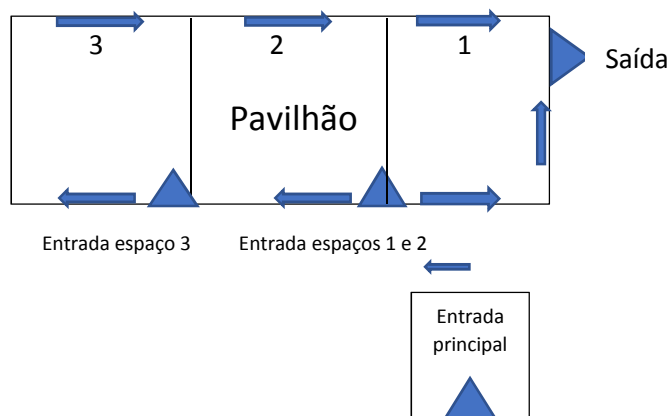 3
2
1
Saída
Pavilhão
Entrada espaço 3
Entrada espaços 1 e 2
Entrada
principal